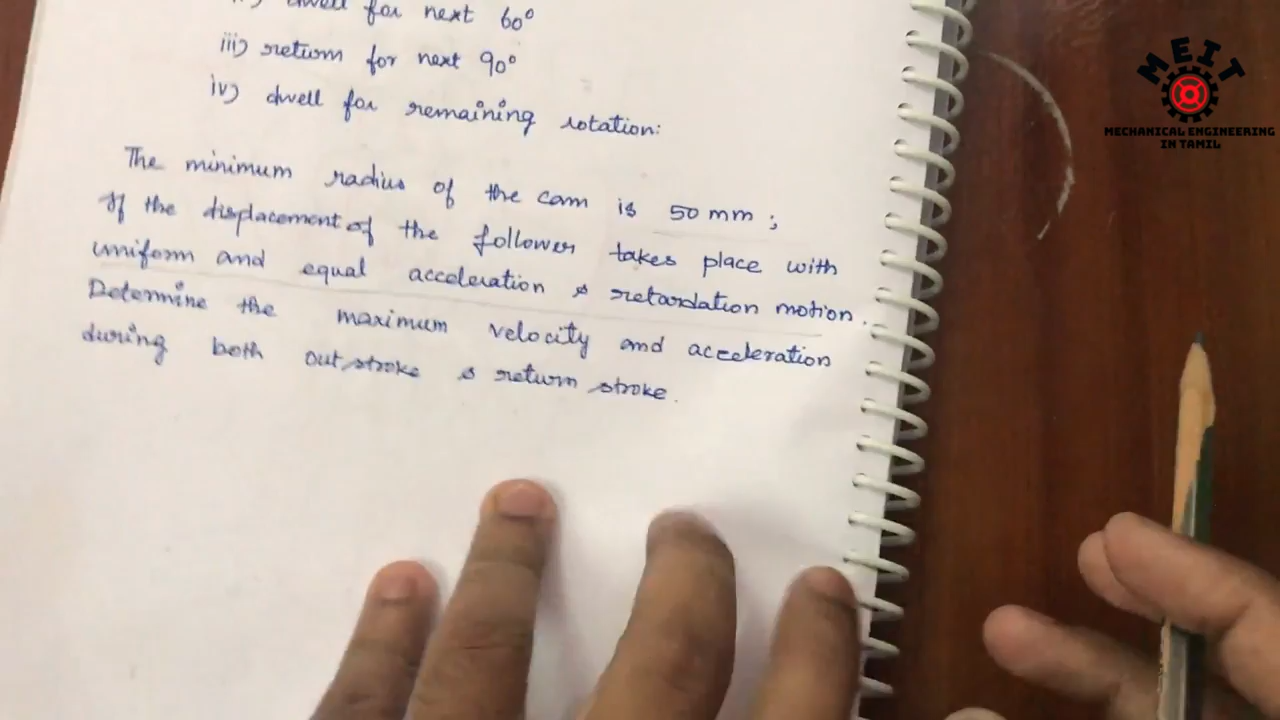 ii) dwell for next 60°
iii) return for next 90°
iv) dwell for remaining rotation:
The minimum radius of the cam is 50 mm;
If the displacement of the follower takes place with
uniform and equal acceleration & retardation motion.
Determine the maximum velocity and acceleration
during both out stroke & return stroke.
MEIT
MECHANICAL ENGINEERING
IN TAMIL